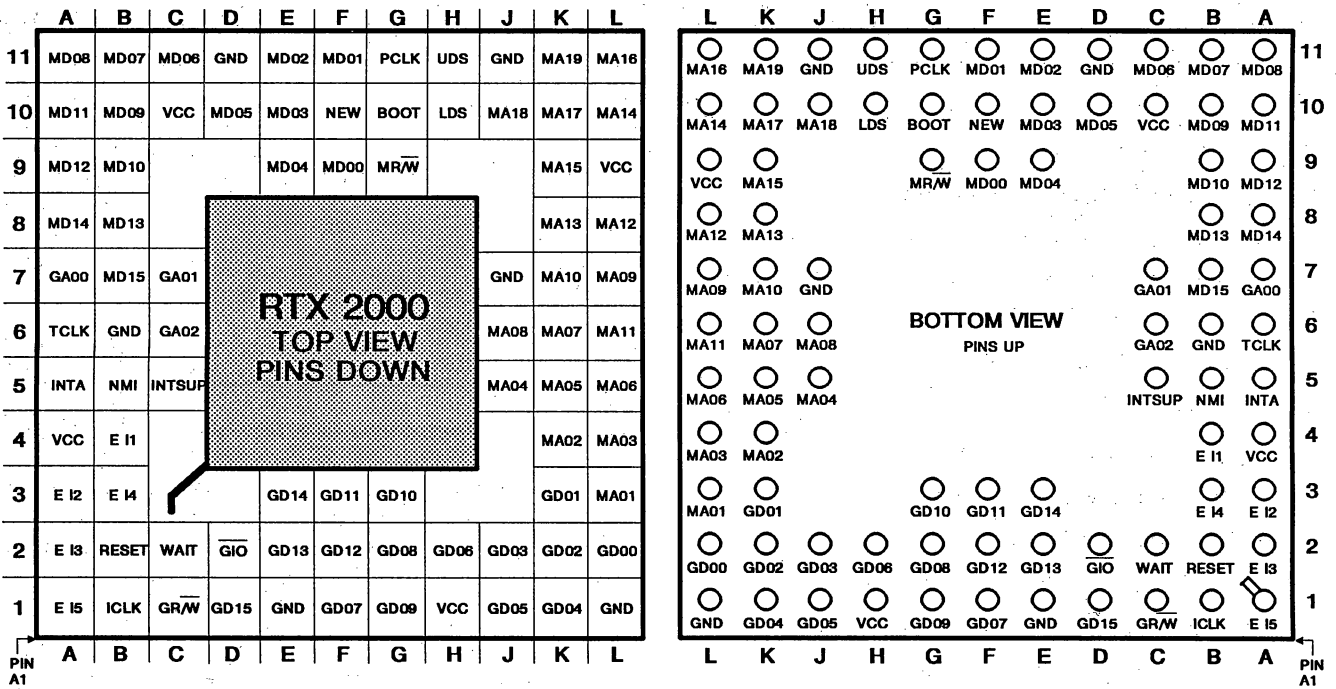 A B C D E F G H J K L
11 MD08 MD07 MD06 GND MD02 MD01 PCLK UDS GND MA19 MA16
10 MD11 MD09 VCC MD05 MD03 NEW BOOT LDS MA18 MA17 MA14
9 MD12 MD10 MD04 MD00 MR/W̅ MA15 VCC
8 MD14 MD13 MA13 MA12
7 GA00 MD15 GA01 GND MA10 MA09
6 TCLK GND GA02 MA08 MA07 MA11
5 INTA NMI INTSUP MA04 MA05 MA06
4 VCC E I1 MA02 MA03
3 E I2 E I4 GD14 GD11 GD10 GD01 MA01
2 E I3 RESET WAIT G̅I̅O̅ GD13 GD12 GD08 GD06 GD03 GD02 GD00
1 E I5 ICLK GR/W̅ GD15 GND GD07 GD09 VCC GD05 GD04 GND
RTX 2000
TOP VIEW
PINS DOWN
A B C D E F G H J K L
PIN
A1
L K J H G F E D C B A
MA16 MA19 GND UDS PCLK MD01 MD02 GND MD06 MD07 MD08 11
MA14 MA17 MA18 LDS BOOT NEW MD03 MD05 VCC MD09 MD11 10
VCC MA15 MR/W̅ MD00 MD04 MD10 MD12 9
MA12 MA13 MD13 MD14 8
MA09 MA10 GND GA01 MD15 GA00 7
MA11 MA07 MA08 GA02 GND TCLK 6
MA06 MA05 MA04 INTSUP NMI INTA 5
MA03 MA02 E I1 VCC 4
MA01 GD01 GD10 GD11 GD14 E I4 E I2 3
GD00 GD02 GD03 GD06 GD08 GD12 GD13 G̅I̅O̅ WAIT RESET E I3 2
GND GD04 GD05 VCC GD09 GD07 GND GD15 GR/W̅ ICLK E I5 1
BOTTOM VIEW
PINS UP
L K J H G F E D C B A
PIN
A1